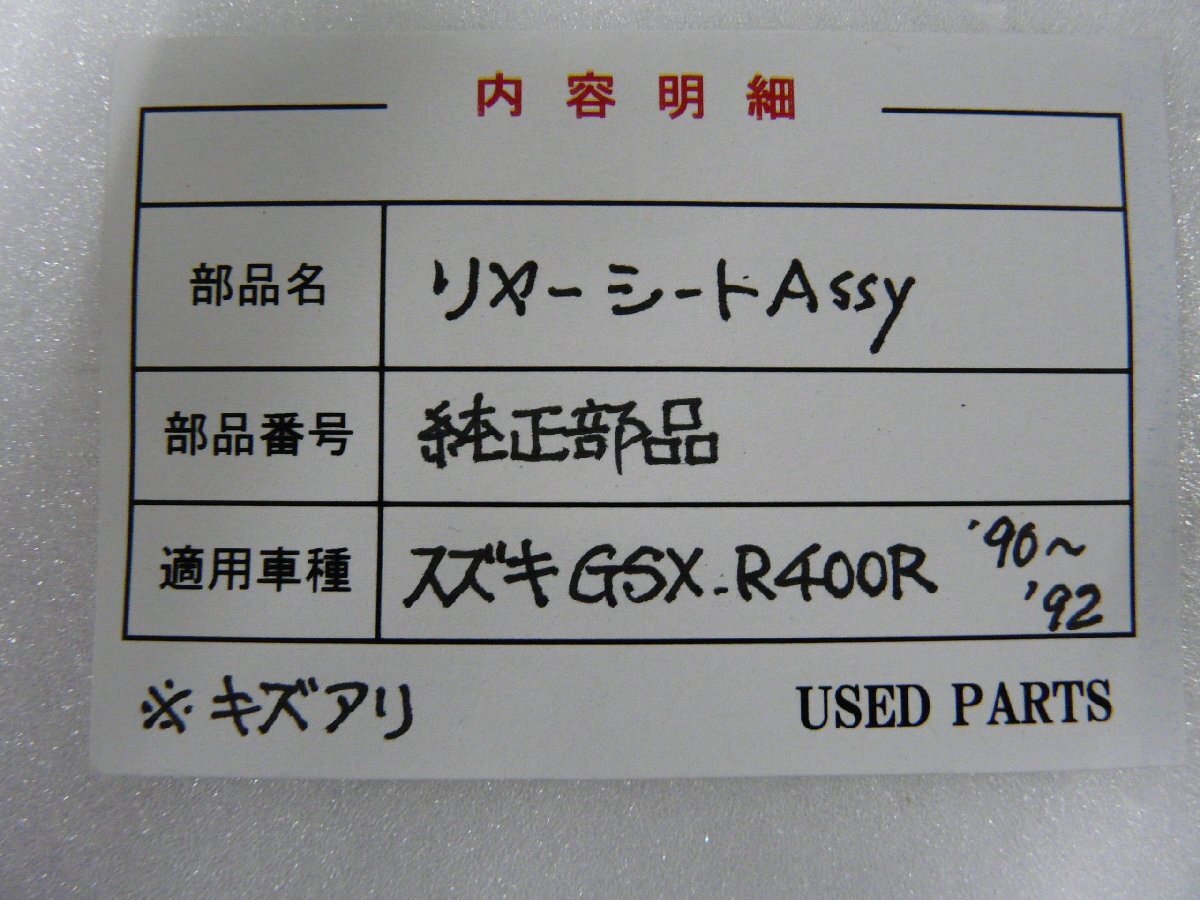 内容明細
部品名 リヤーシートAssy
部品番号 純正部品
適用車種 スズキGSX-R400R '90~'92
※キズアリ USED PARTS